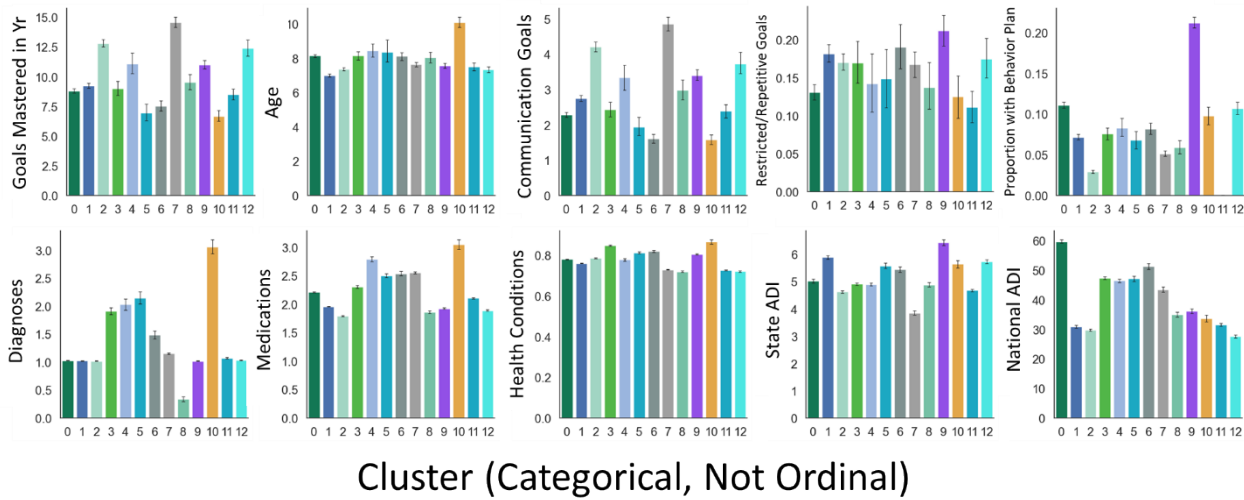 Goals Mastered in Yr
15.0
12.5
10.0
7.5
5.0
2.5
0.0
0 1 2 3 4 5 6 7 8 9 10 11 12
Age
10
8
6
4
2
0
0 1 2 3 4 5 6 7 8 9 10 11 12
Communication Goals
5
4
3
2
1
0
0 1 2 3 4 5 6 7 8 9 10 11 12
Restricted/Repetitive Goals
0.20
0.15
0.10
0.05
0.00
0 1 2 3 4 5 6 7 8 9 10 11 12
Proportion with Behavior Plan
0.20
0.15
0.10
0.05
0.00
0 1 2 3 4 5 6 7 8 9 10 11 12
Diagnoses
3.0
2.5
2.0
1.5
1.0
0.5
0.0
0 1 2 3 4 5 6 7 8 9 10 11 12
Medications
3.0
2.5
2.0
1.5
1.0
0.5
0.0
0 1 2 3 4 5 6 7 8 9 10 11 12
Health Conditions
0.8
0.6
0.4
0.2
0.0
0 1 2 3 4 5 6 7 8 9 10 11 12
State ADI
6
5
4
3
2
1
0
0 1 2 3 4 5 6 7 8 9 10 11 12
National ADI
60
50
40
30
20
10
0
0 1 2 3 4 5 6 7 8 9 10 11 12
Cluster (Categorical, Not Ordinal)